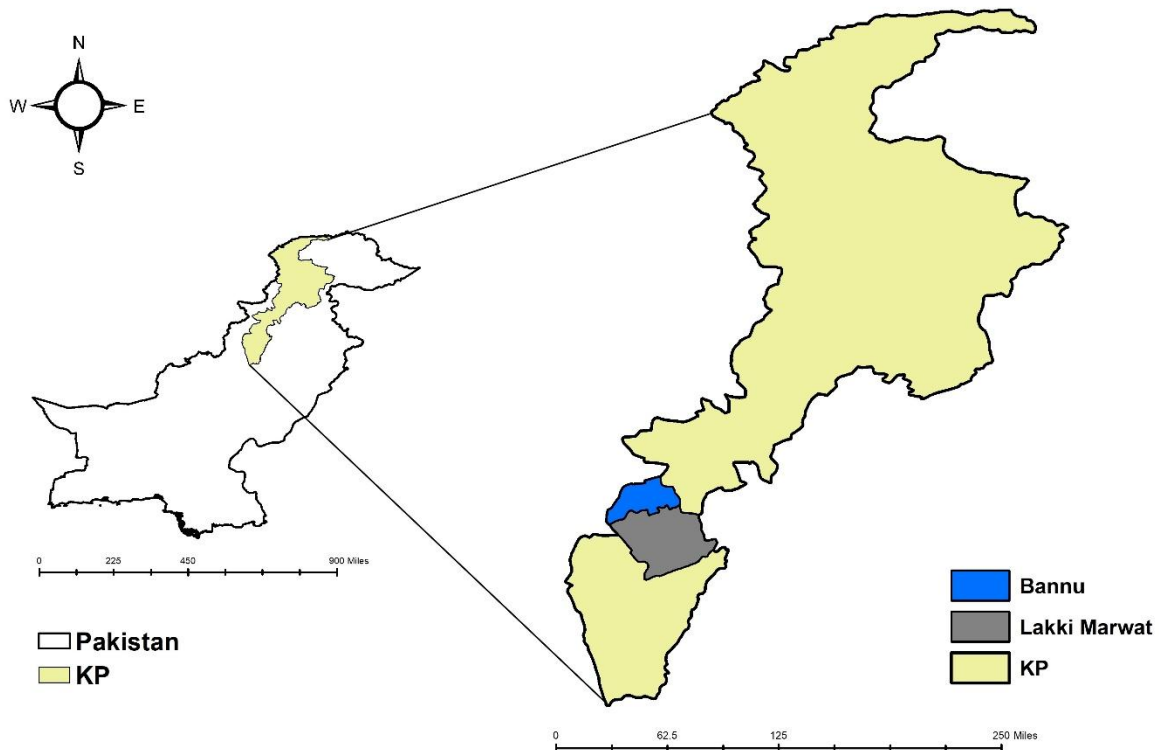 N
W E
S
0 225 450 900 Miles
Pakistan
KP
Bannu
Lakki Marwat
KP
0 62.5 125 250 Miles